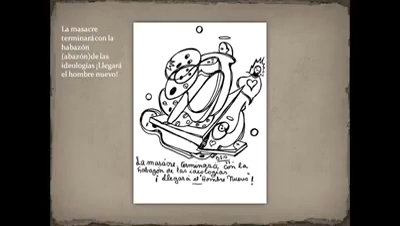 La masacre
terminará con la
habazón
(abazón)de las
ideologías ¡Llegará
el hombre nuevo!
La masacre, terminará, con la
habazón de las ideologías
¡ Llegará el Hombre Nuevo !